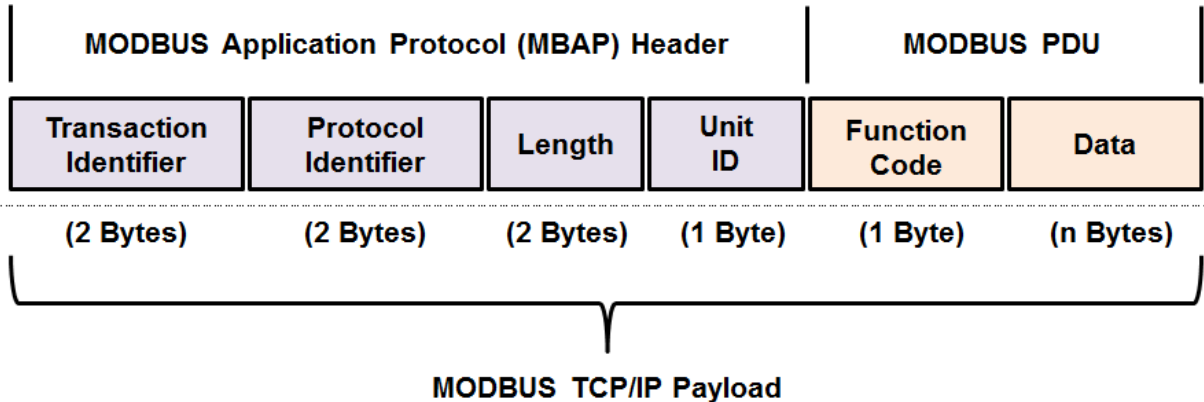 MODBUS Application Protocol (MBAP) Header
MODBUS PDU
Transaction
Identifier
Protocol
Identifier
Length
Unit
ID
Function
Code
Data
(2 Bytes)
(2 Bytes)
(2 Bytes)
(1 Byte)
(1 Byte)
(n Bytes)
MODBUS TCP/IP Payload